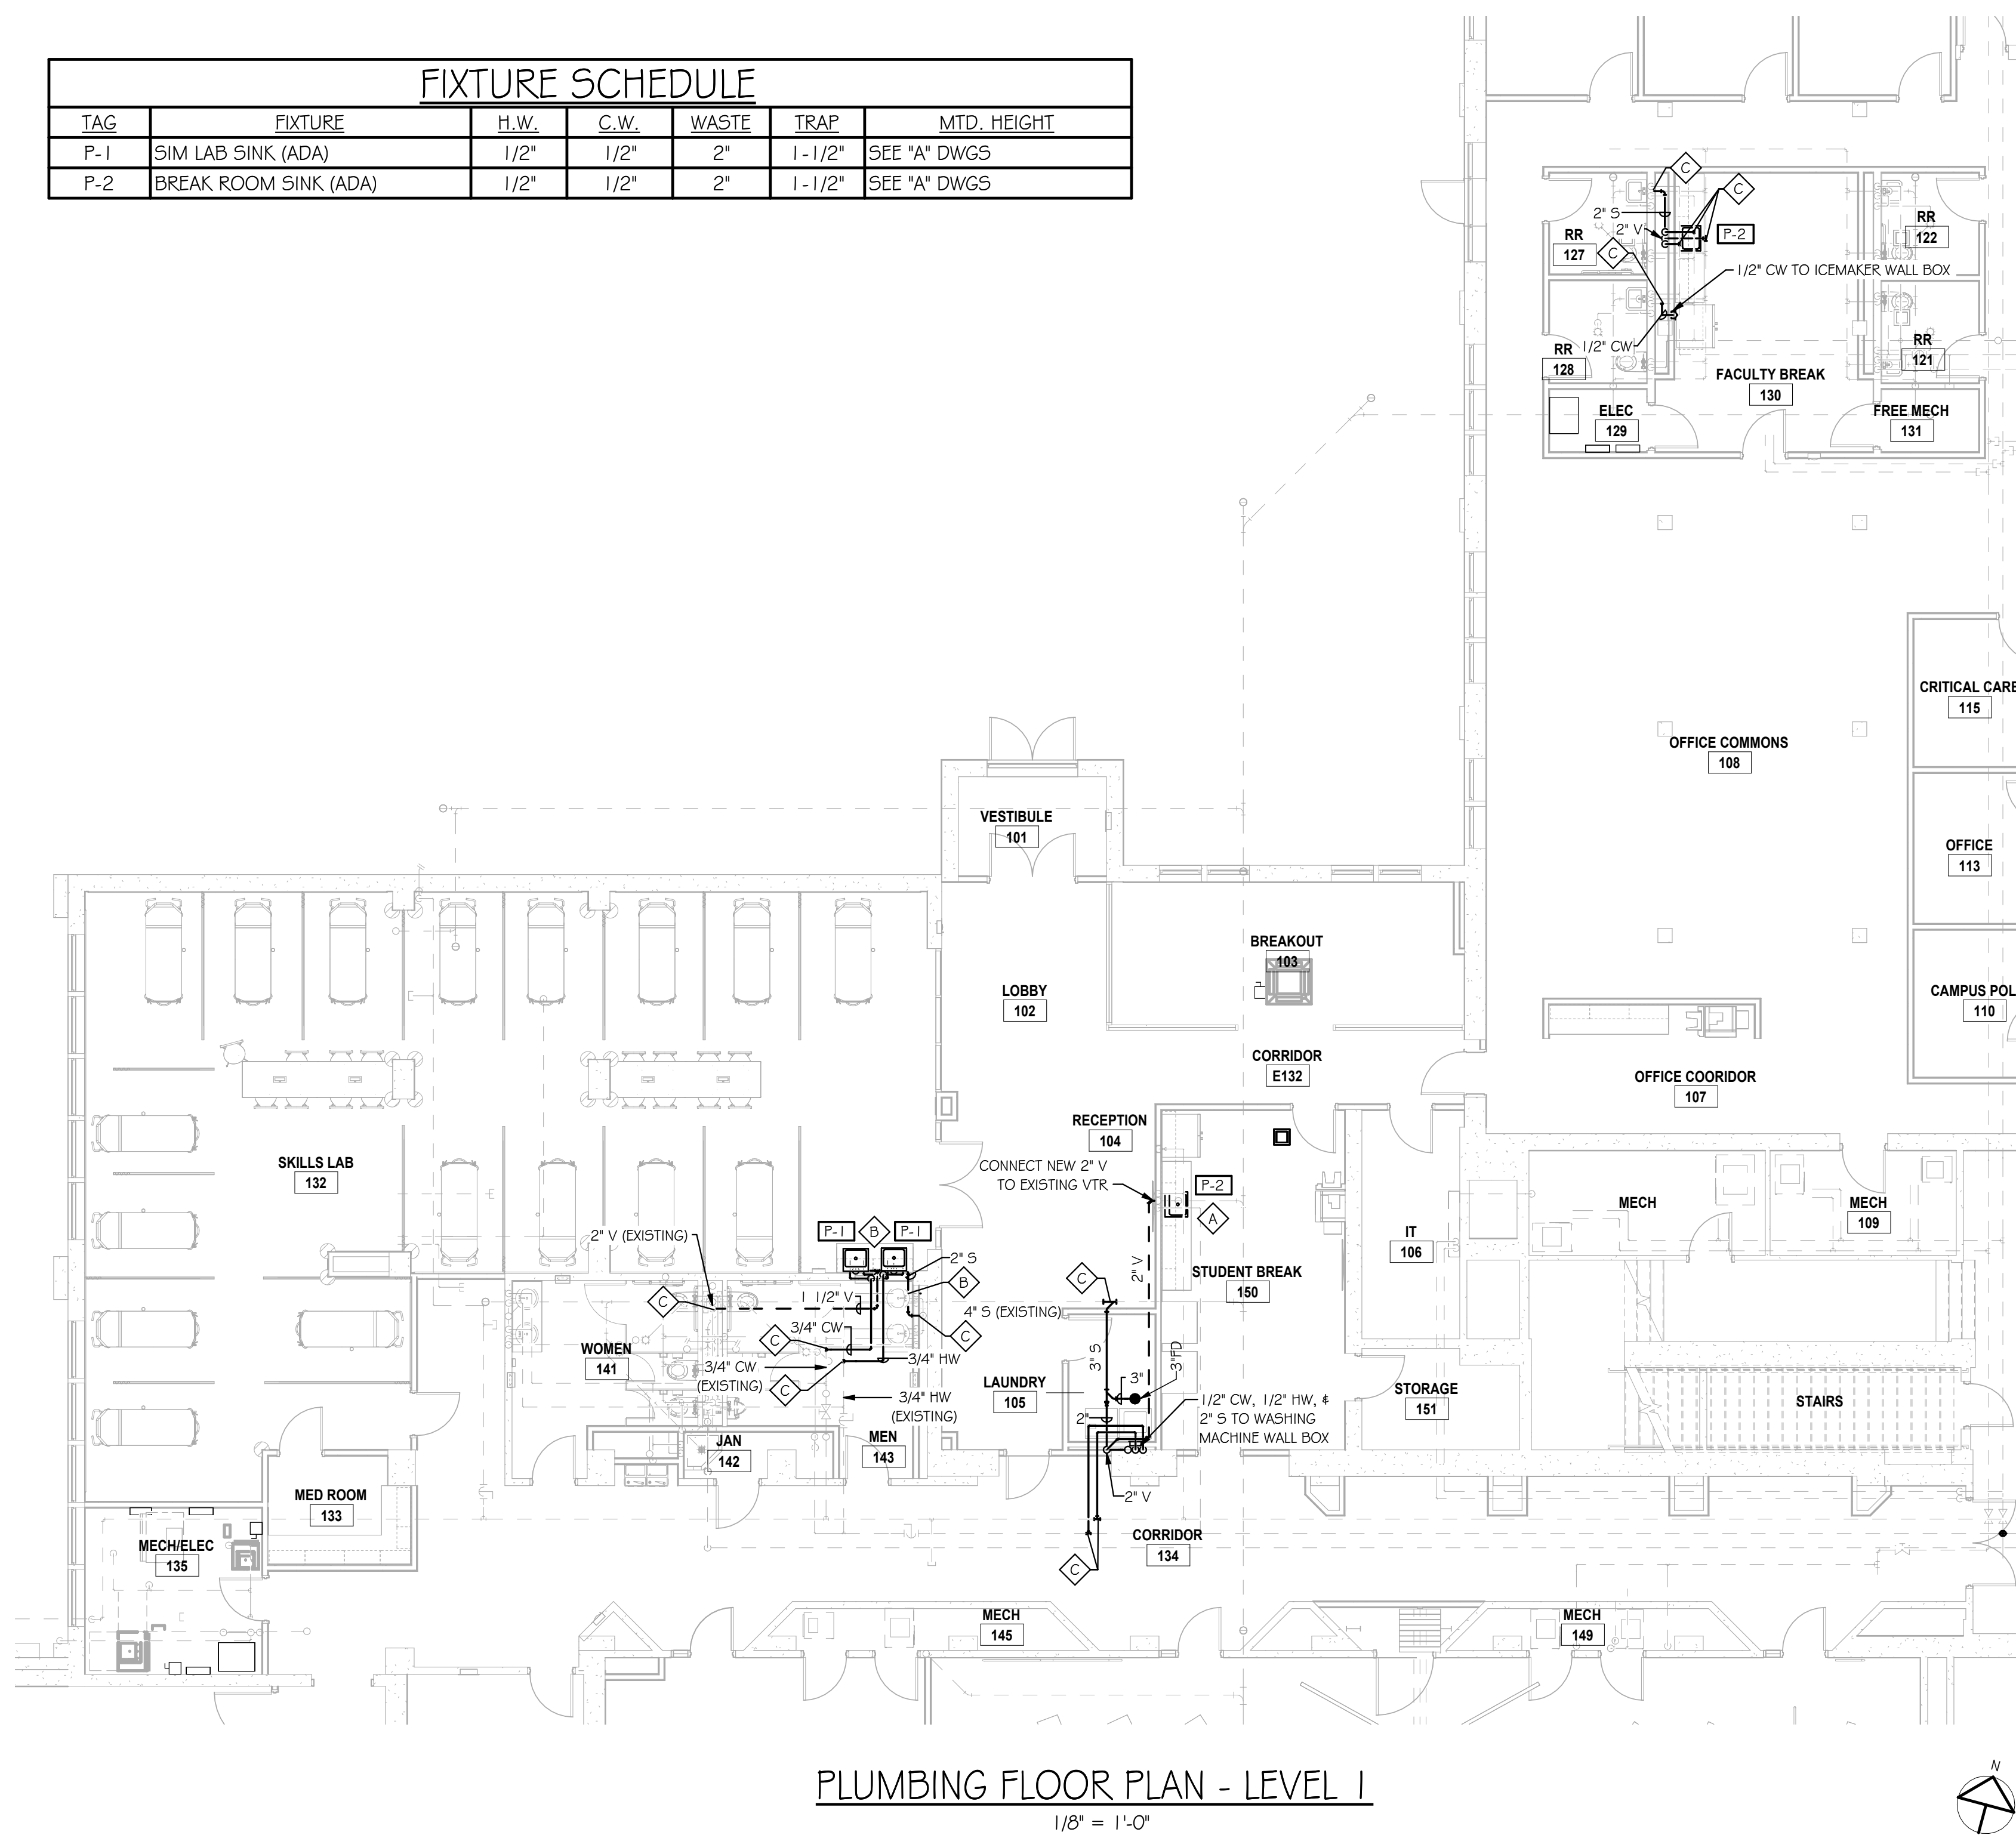 FIXTURE SCHEDULE
TAG FIXTURE H.W. C.W. WASTE TRAP MTD. HEIGHT
P-1 SIM LAB SINK (ADA) 1/2" 1/2" 2" 1-1/2" SEE "A" DWGS
P-2 BREAK ROOM SINK (ADA) 1/2" 1/2" 2" 1-1/2" SEE "A" DWGS
C
C
2" S
2" V
P-2
RR
127
C
RR
122
1/2" CW TO ICEMAKER WALL BOX
1/2" CW
RR
128
RR
121
FACULTY BREAK
130
ELEC
129
FREE MECH
131
CRITICAL CARE
115
OFFICE COMMONS
108
VESTIBULE
101
OFFICE
113
BREAKOUT
103
LOBBY
102
CAMPUS POL
110
CORRIDOR
E132
OFFICE COORIDOR
107
RECEPTION
104
SKILLS LAB
132
CONNECT NEW 2" V
TO EXISTING VTR
P-2
A
MECH
MECH
109
2" V (EXISTING)
P-1
B
P-1
2" S
B
IT
106
2" V
STUDENT BREAK
150
C
C
1 1/2" V
4" S (EXISTING)
3/4" CW
C
C
WOMEN
141
3/4" CW
(EXISTING)
3/4" HW
C
3/4" HW
(EXISTING)
3" S
3"FD
3"
LAUNDRY
105
2"
1/2" CW, 1/2" HW, &
2" S TO WASHING
MACHINE WALL BOX
STORAGE
151
STAIRS
JAN
142
MEN
143
MED ROOM
133
2" V
MECH/ELEC
135
CORRIDOR
134
C
MECH
145
MECH
149
PLUMBING FLOOR PLAN - LEVEL 1
1/8" = 1'-0"
N